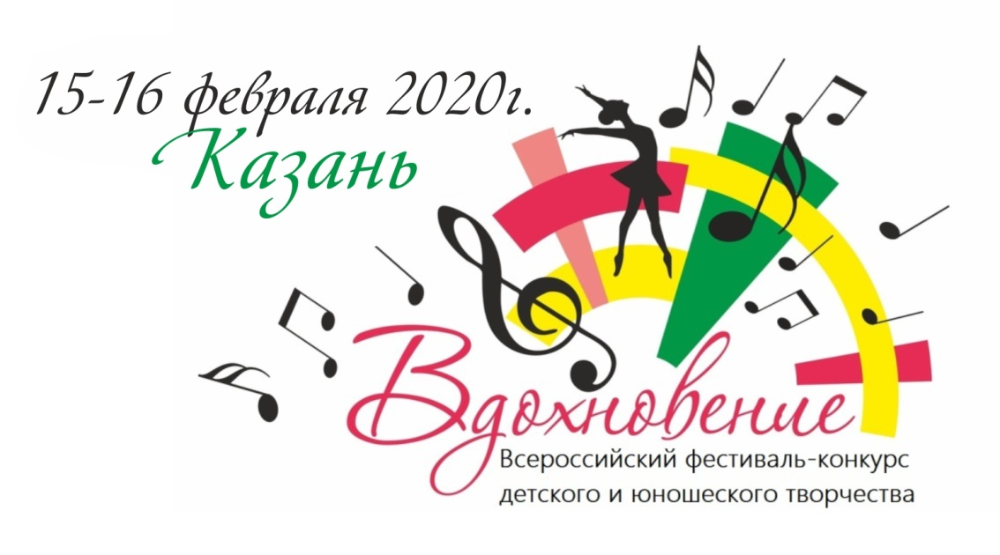 15-16 февраля 2020г.
Казань
Вдохновение
Всероссийский фестиваль-конкурс
детского и юношеского творчества